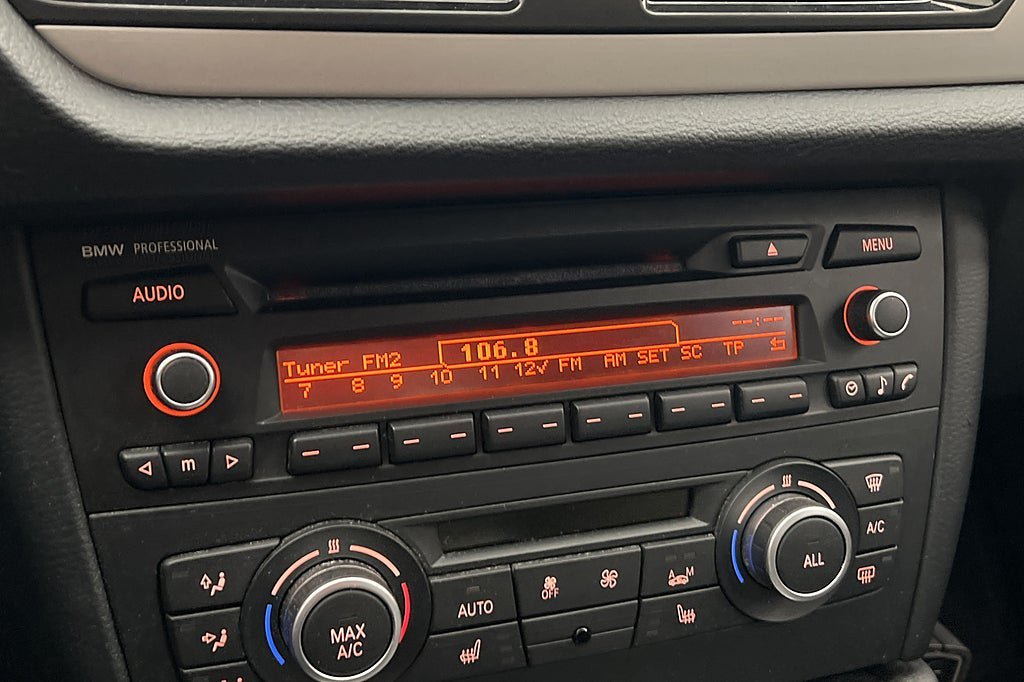 BMW PROFESSIONAL
MENU
AUDIO
Tuner FM2 106.8 --:--
7 8 9 10 11 12√ FM AM SET SC TP
m
A/C
ALL
A M
OFF
AUTO
MAX
A/C